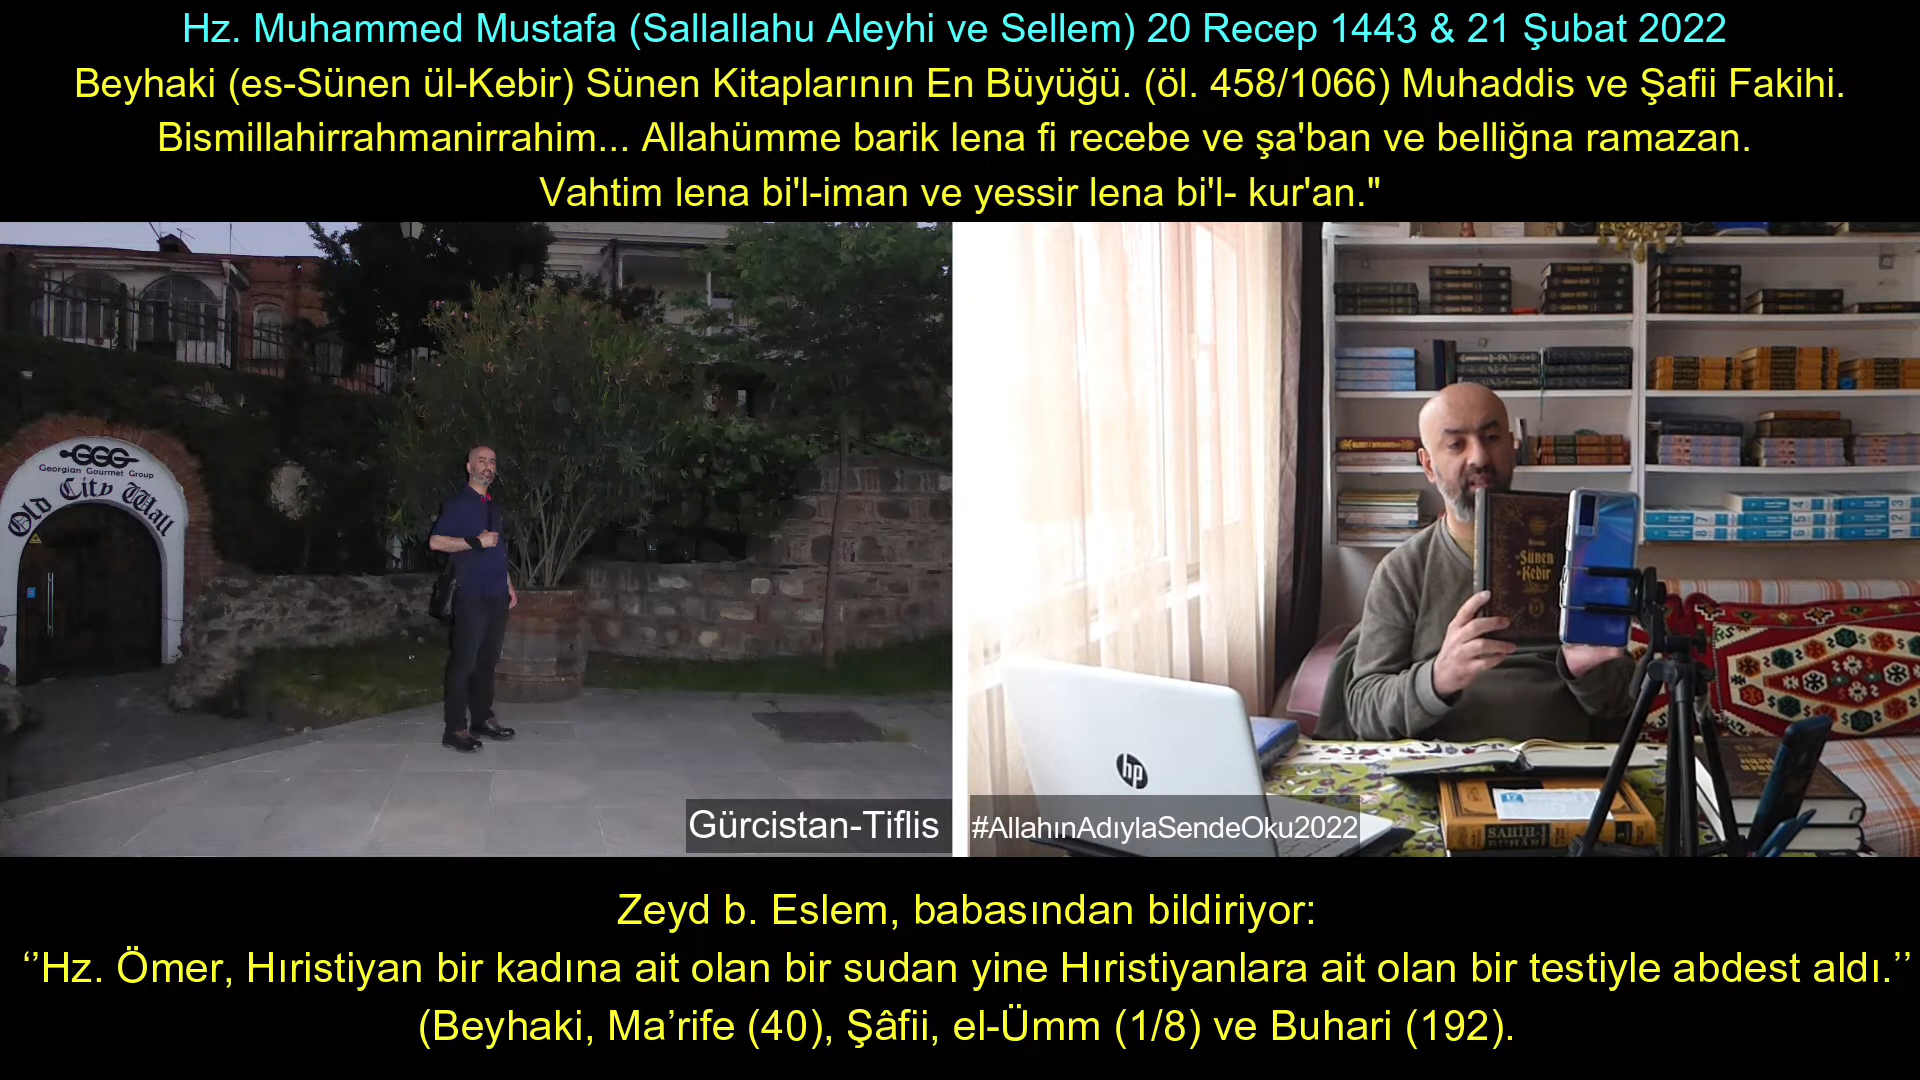 Hz. Muhammed Mustafa (Sallallahu Aleyhi ve Sellem) 20 Recep 1443 & 21 Şubat 2022
Beyhaki (es-Sünen ül-Kebir) Sünen Kitaplarının En Büyüğü. (öl. 458/1066) Muhaddis ve Şafii Fakihi.
Bismillahirrahmanirrahim... Allahümme barik lena fi recebe ve şa'ban ve belliğna ramazan.
Vahtim lena bi'l-iman ve yessir lena bi'l- kur'an."
GGG
Georgian Gourmet Group
Old City Wall
Sünen
Kebir
hp
SAHİH-İ
BUHÂRÎ
Gürcistan-Tiflis
#AllahınAdıylaSendeOku2022
Zeyd b. Eslem, babasından bildiriyor:
‘’Hz. Ömer, Hıristiyan bir kadına ait olan bir sudan yine Hıristiyanlara ait olan bir testiyle abdest aldı.’’
(Beyhaki, Ma’rife (40), Şâfii, el-Ümm (1/8) ve Buhari (192).